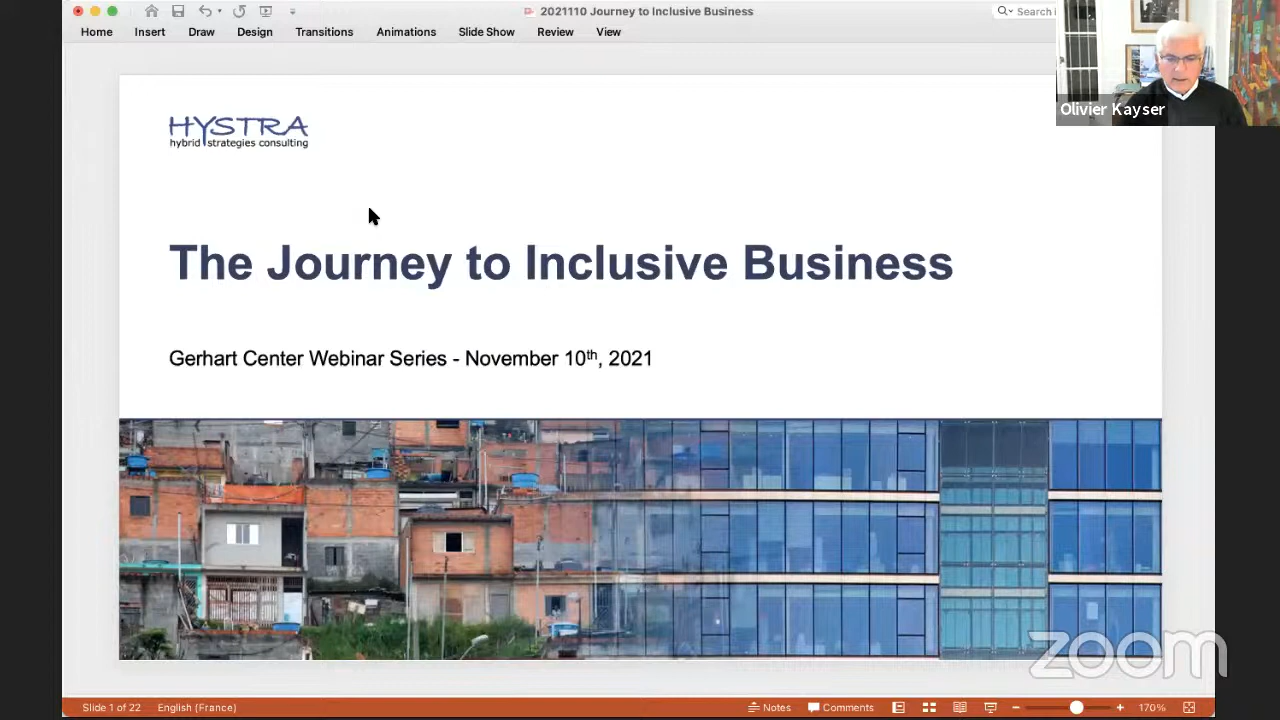 2021110 Journey to Inclusive Business
Search i
Home Insert Draw Design Transitions Animations Slide Show Review View
Olivier Kayser
HYSTRA
hybrid strategies consulting
The Journey to Inclusive Business
Gerhart Center Webinar Series - November 10th, 2021
zoom
Slide 1 of 22 English (France) Notes Comments 170%